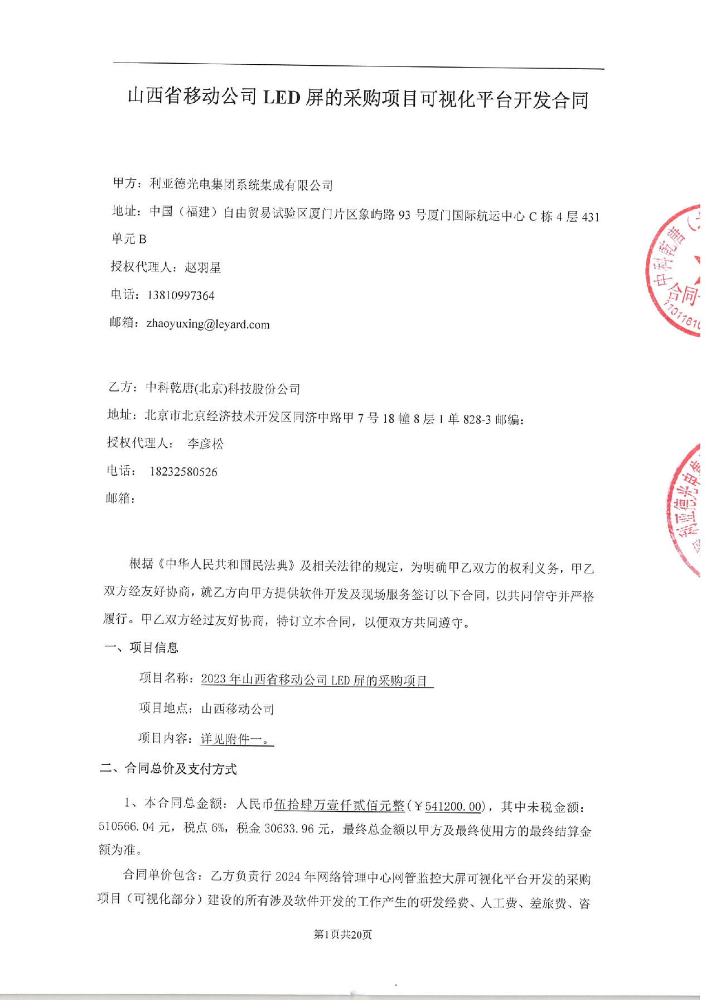 山西省移动公司 LED 屏的采购项目可视化平台开发合同
甲方：利亚德光电集团系统集成有限公司
地址：中国（福建）自由贸易试验区厦门片区象屿路 93 号厦门国际航运中心 C 栋 4 层 431
单元 B
授权代理人：赵羽星
电话：13810997364
邮箱：zhaoyuxing@leyard.com
乙方：中科乾唐(北京)科技股份公司
地址：北京市北京经济技术开发区同济中路甲 7 号 18 幢 8 层 1 单 828-3 邮编：
授权代理人： 李彦松
电话： 18232580526
邮箱：
根据《中华人民共和国民法典》及相关法律的规定，为明确甲乙双方的权利义务，甲乙
双方经友好协商，就乙方向甲方提供软件开发及现场服务签订以下合同，以共同信守并严格
履行。甲乙双方经过友好协商，特订立本合同，以便双方共同遵守。
一、项目信息
项目名称：2023 年山西省移动公司 LED 屏的采购项目
项目地点：山西移动公司
项目内容：详见附件一。
二、合同总价及支付方式
1、本合同总金额：人民币伍拾肆万壹仟贰佰元整(￥541200.00)，其中未税金额：
510566.04 元，税点 6%，税金 30633.96 元，最终总金额以甲方及最终使用方的最终结算金
额为准。
合同单价包含：乙方负责行 2024 年网络管理中心网管监控大屏可视化平台开发的采购
项目（可视化部分）建设的所有涉及软件开发的工作产生的研发经费、人工费、差旅费、咨
第1页共20页
中科乾唐（
合同
1101161
利亚德光电集